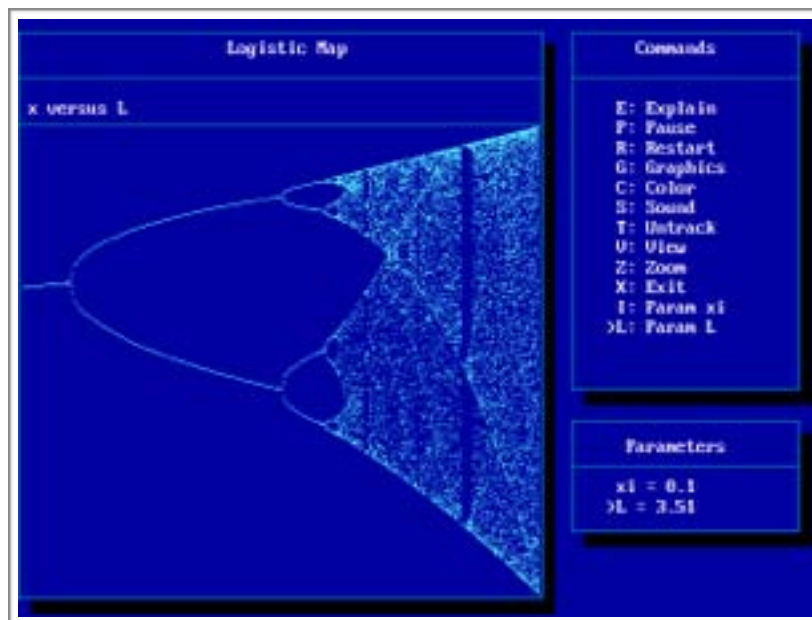 Logistic Map
x versus L
Commands
E: Explain
P: Pause
R: Restart
G: Graphics
C: Color
S: Sound
T: Untrack
V: View
Z: Zoom
X: Exit
I: Param xi
>L: Param L
Parameters
xi = 0.1
>L = 3.51